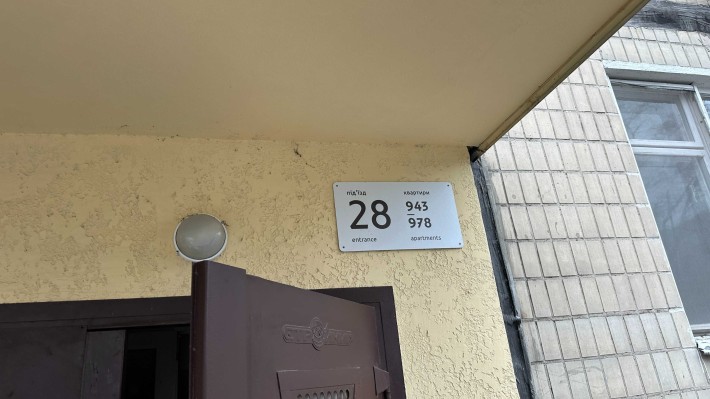 під'їзд
28
entrance
квартири
943
978
apartments